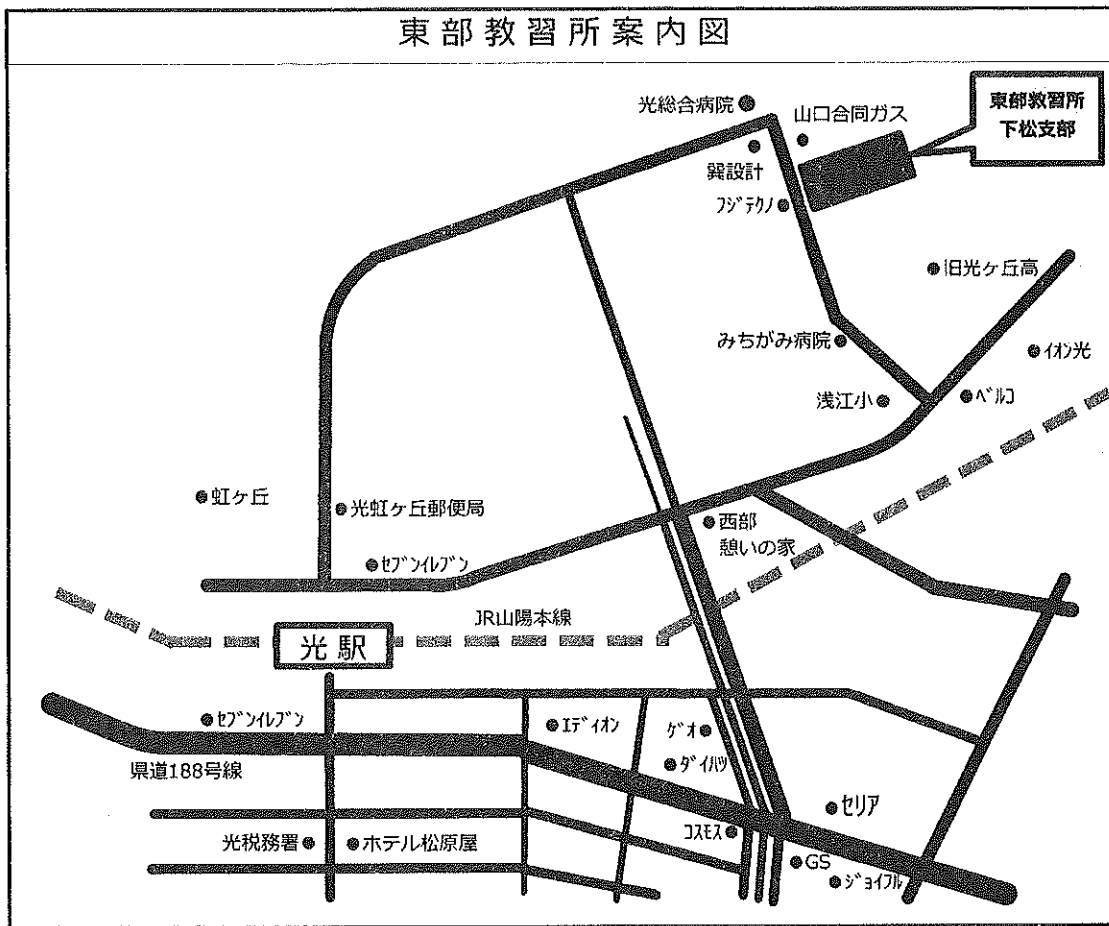 東部教習所案内図
光総合病院
山口合同ガス
東部教習所
下松支部
巽設計
フジテクノ
旧光ヶ丘高
みちがみ病院
イオン光
浅江小
ベルコ
虹ヶ丘
光虹ヶ丘郵便局
西部
憩いの家
セブンイレブン
JR山陽本線
光駅
セブンイレブン
エディオン
ゲオ
ダイハツ
県道188号線
セリア
コスモス
光税務署
ホテル松原屋
GS
ジョイフル